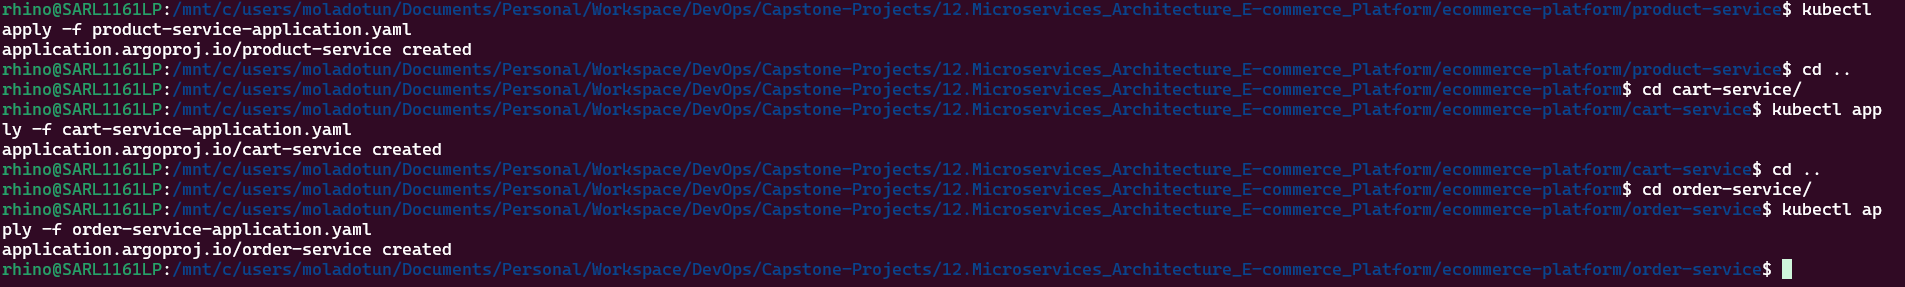 rhino@SARL1161LP:/mnt/c/users/moladotun/Documents/Personal/Workspace/DevOps/Capstone-Projects/12.Microservices_Architecture_E-commerce_Platform/ecommerce-platform/product-service$ kubectl
apply -f product-service-application.yaml
application.argoproj.io/product-service created
rhino@SARL1161LP:/mnt/c/users/moladotun/Documents/Personal/Workspace/DevOps/Capstone-Projects/12.Microservices_Architecture_E-commerce_Platform/ecommerce-platform/product-service$ cd ..
rhino@SARL1161LP:/mnt/c/users/moladotun/Documents/Personal/Workspace/DevOps/Capstone-Projects/12.Microservices_Architecture_E-commerce_Platform/ecommerce-platform$ cd cart-service/
rhino@SARL1161LP:/mnt/c/users/moladotun/Documents/Personal/Workspace/DevOps/Capstone-Projects/12.Microservices_Architecture_E-commerce_Platform/ecommerce-platform/cart-service$ kubectl app
ly -f cart-service-application.yaml
application.argoproj.io/cart-service created
rhino@SARL1161LP:/mnt/c/users/moladotun/Documents/Personal/Workspace/DevOps/Capstone-Projects/12.Microservices_Architecture_E-commerce_Platform/ecommerce-platform/cart-service$ cd ..
rhino@SARL1161LP:/mnt/c/users/moladotun/Documents/Personal/Workspace/DevOps/Capstone-Projects/12.Microservices_Architecture_E-commerce_Platform/ecommerce-platform$ cd order-service/
rhino@SARL1161LP:/mnt/c/users/moladotun/Documents/Personal/Workspace/DevOps/Capstone-Projects/12.Microservices_Architecture_E-commerce_Platform/ecommerce-platform/order-service$ kubectl ap
ply -f order-service-application.yaml
application.argoproj.io/order-service created
rhino@SARL1161LP:/mnt/c/users/moladotun/Documents/Personal/Workspace/DevOps/Capstone-Projects/12.Microservices_Architecture_E-commerce_Platform/ecommerce-platform/order-service$